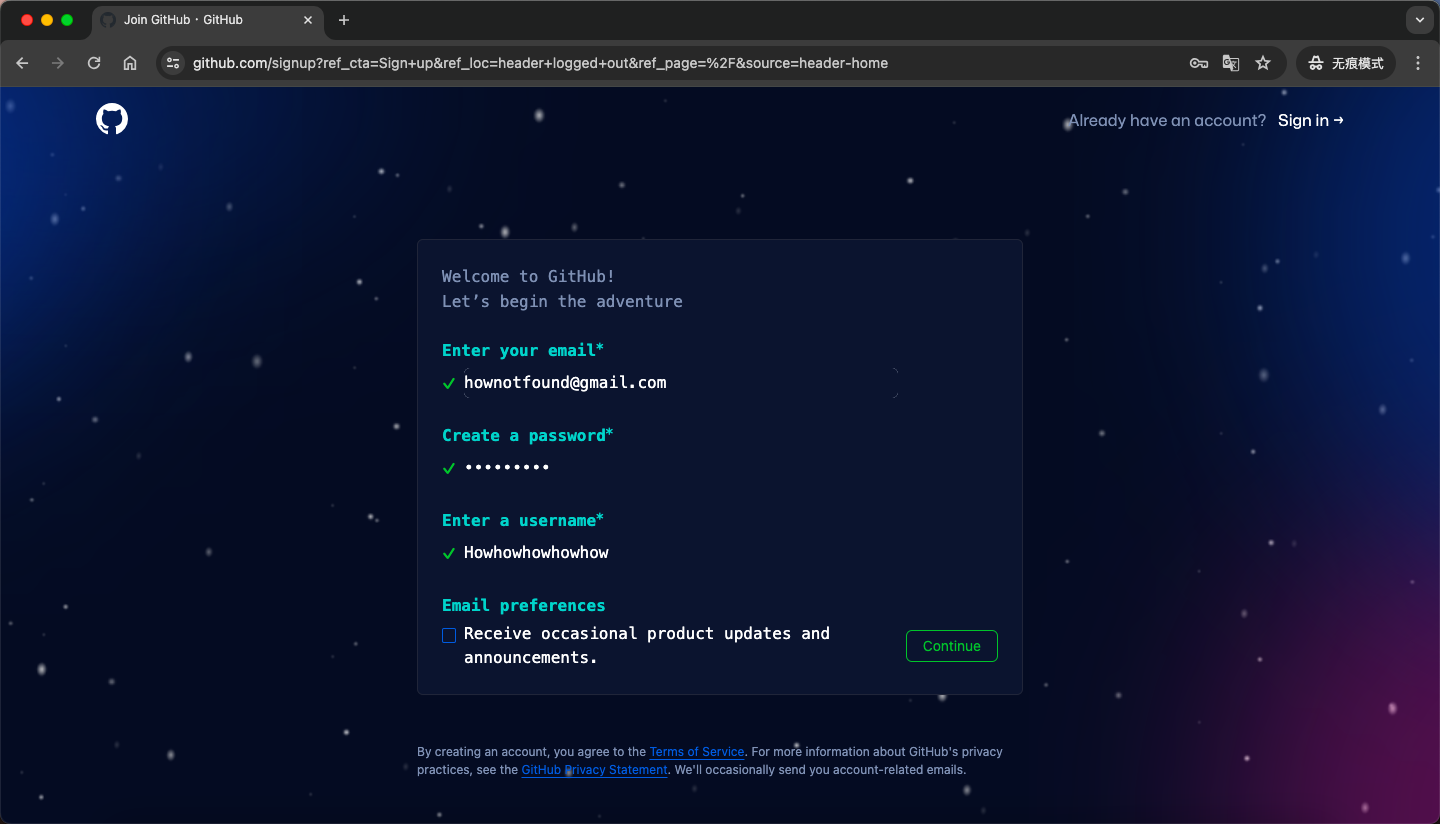 Join GitHub · GitHub
github.com/signup?ref_cta=Sign+up&ref_loc=header+logged+out&ref_page=%2F&source=header-home
无痕模式
Already have an account? Sign in →
Welcome to GitHub!
Let’s begin the adventure
Enter your email*
hownotfound@gmail.com
Create a password*
•••••••••
Enter a username*
Howhowhowhowhow
Email preferences
Receive occasional product updates and
announcements.
Continue
By creating an account, you agree to the Terms of Service. For more information about GitHub's privacy
practices, see the GitHub Privacy Statement. We'll occasionally send you account-related emails.